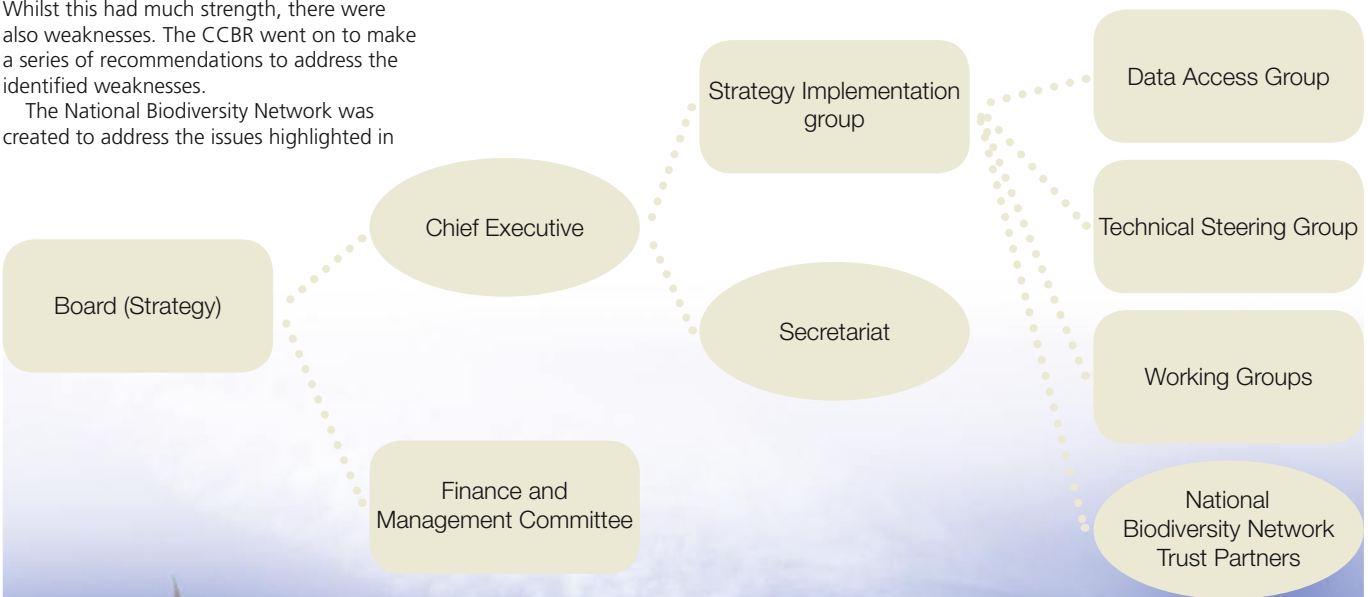 Whilst this had much strength, there were
also weaknesses. The CCBR went on to make
a series of recommendations to address the
identified weaknesses.
The National Biodiversity Network was
created to address the issues highlighted in
Board (Strategy)
Chief Executive
Finance and
Management Committee
Strategy Implementation
group
Secretariat
Data Access Group
Technical Steering Group
Working Groups
National
Biodiversity Network
Trust Partners